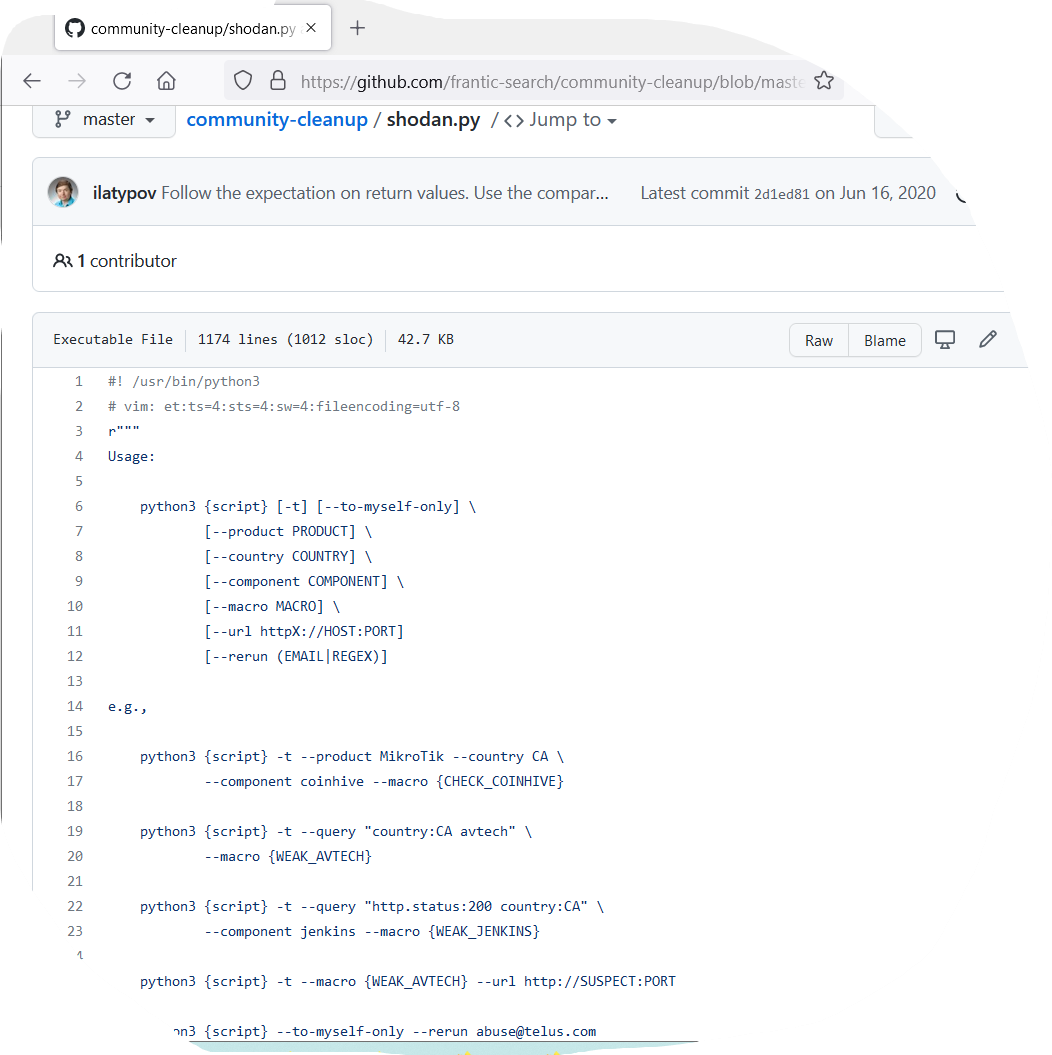 community-cleanup/shodan.py
https://github.com/frantic-search/community-cleanup/blob/maste
master community-cleanup / shodan.py / <> Jump to
ilatypov Follow the expectation on return values. Use the compar... Latest commit 2d1ed81 on Jun 16, 2020
1 contributor
Executable File 1174 lines (1012 sloc) 42.7 KB Raw Blame
1 #! /usr/bin/python3
2 # vim: et:ts=4:sts=4:sw=4:fileencoding=utf-8
3 r"""
4 Usage:
5
6 python3 {script} [-t] [--to-myself-only] \
7 [--product PRODUCT] \
8 [--country COUNTRY] \
9 [--component COMPONENT] \
10 [--macro MACRO] \
11 [--url httpX://HOST:PORT]
12 [--rerun (EMAIL|REGEX)]
13
14 e.g.,
15
16 python3 {script} -t --product MikroTik --country CA \
17 --component coinhive --macro {CHECK_COINHIVE}
18
19 python3 {script} -t --query "country:CA avtech" \
20 --macro {WEAK_AVTECH}
21
22 python3 {script} -t --query "http.status:200 country:CA" \
23 --component jenkins --macro {WEAK_JENKINS}
python3 {script} -t --macro {WEAK_AVTECH} --url http://SUSPECT:PORT
on3 {script} --to-myself-only --rerun abuse@telus.com